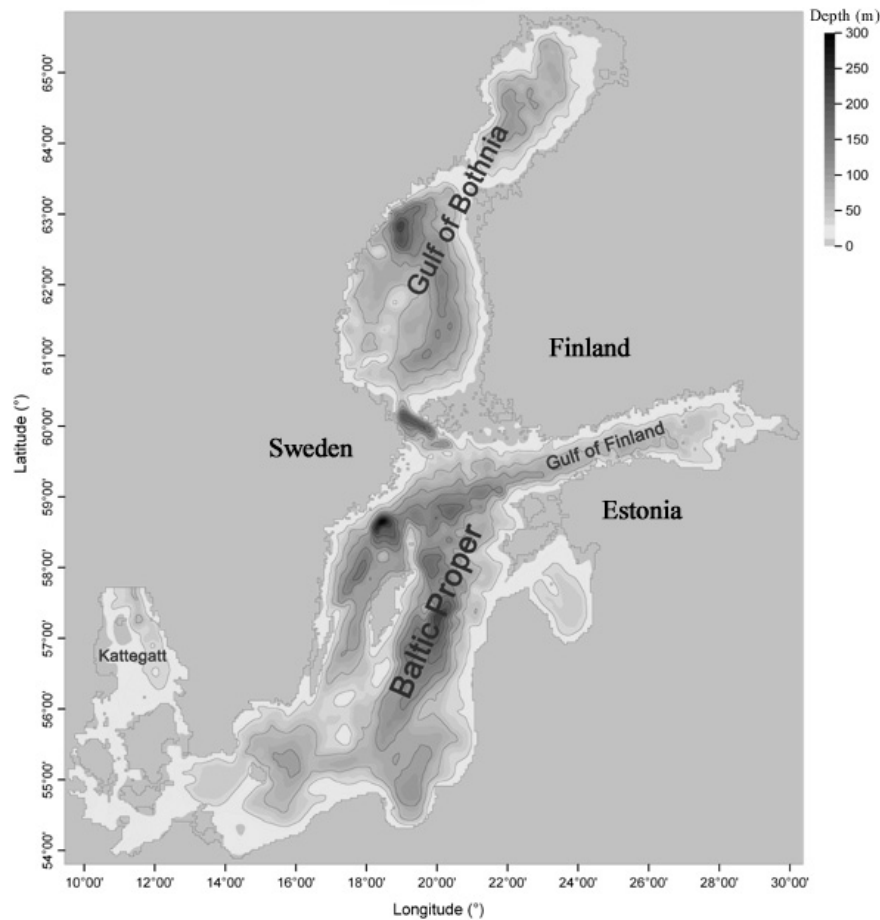 Depth (m)
300
250
200
150
100
50
0
65°00'
64°00'
63°00'
62°00'
61°00'
60°00'
59°00'
58°00'
57°00'
56°00'
55°00'
54°00'
Latitude (°)
Gulf of Bothnia
Finland
Sweden
Gulf of Finland
Estonia
Baltic Proper
Kattegatt
10°00' 12°00' 14°00' 16°00' 18°00' 20°00' 22°00' 24°00' 26°00' 28°00' 30°00'
Longitude (°)